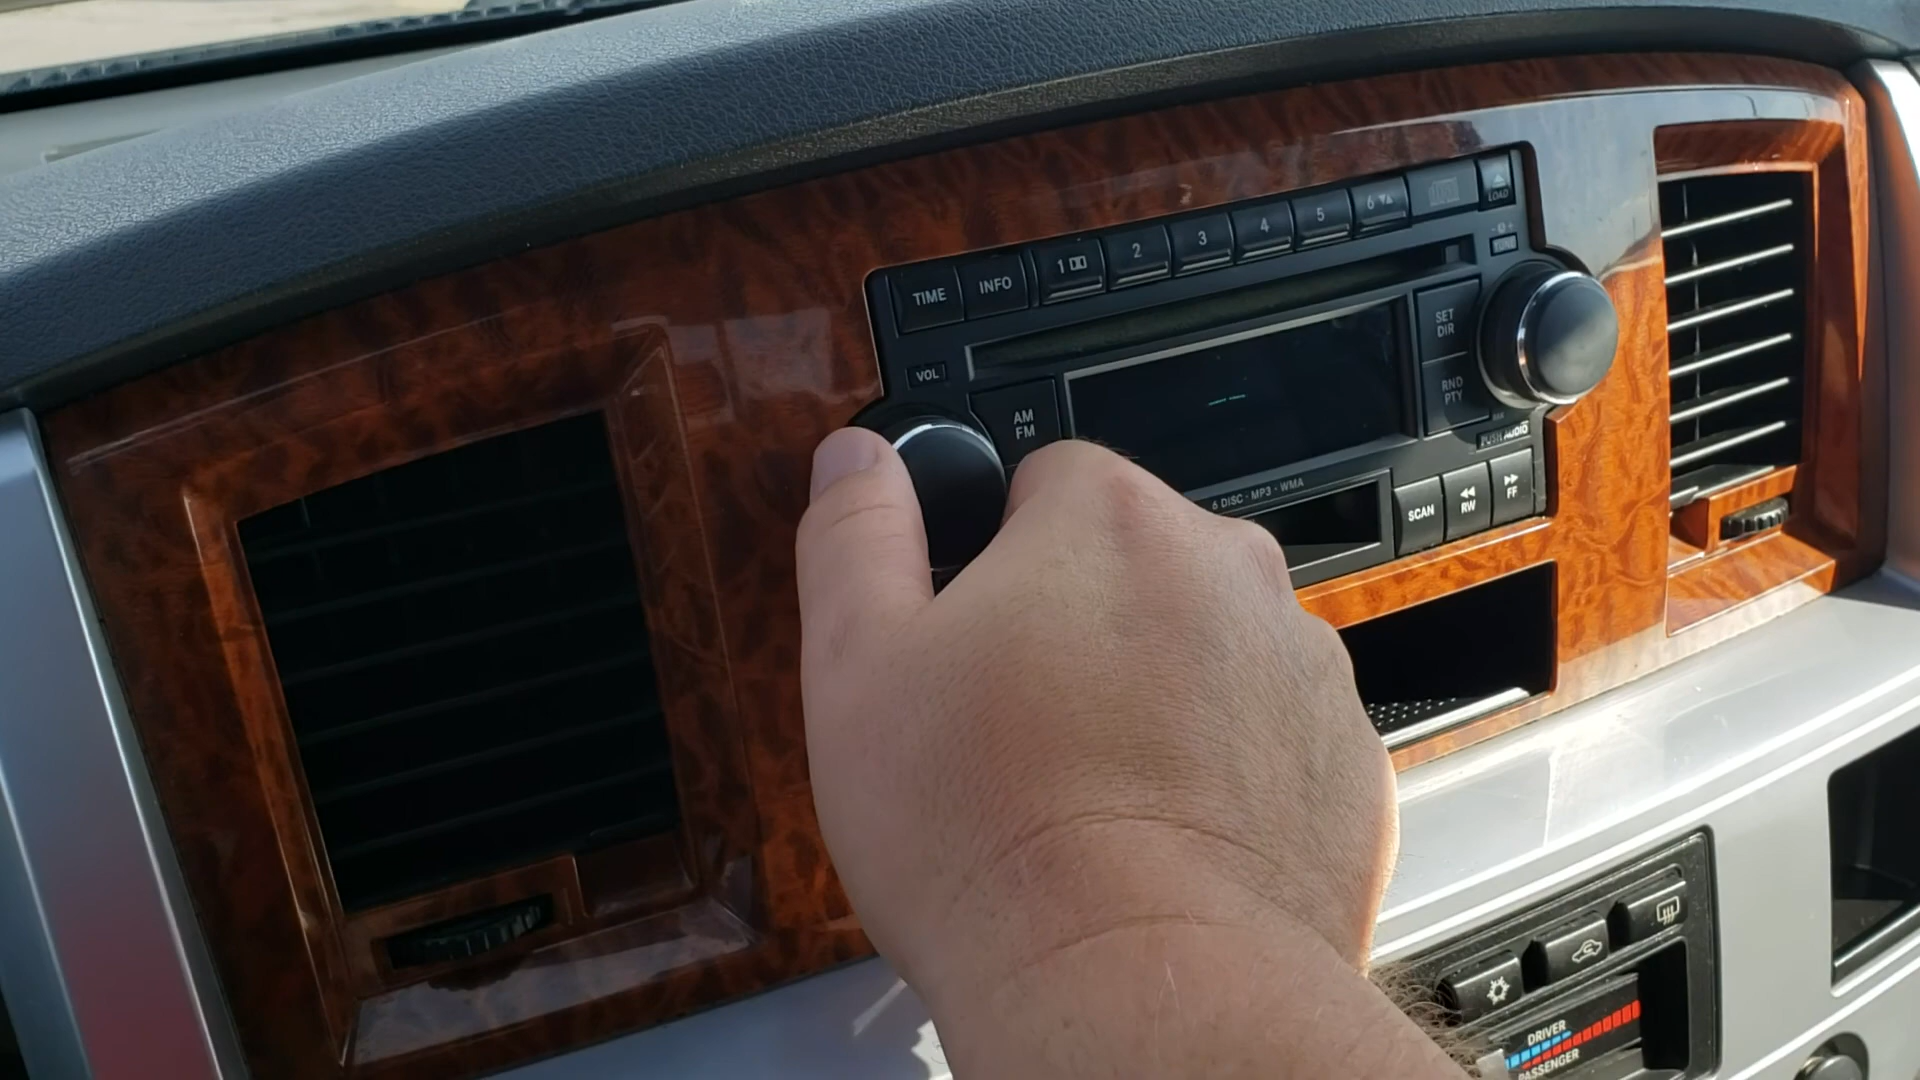 TIME
INFO
1
2
3
4
5
6
LOAD
VOL
AM
FM
SET
DIR
RND
PTY
PUSH AUDIO
6 DISC - MP3 - WMA
SCAN
RW
FF
DRIVER
PASSENGER